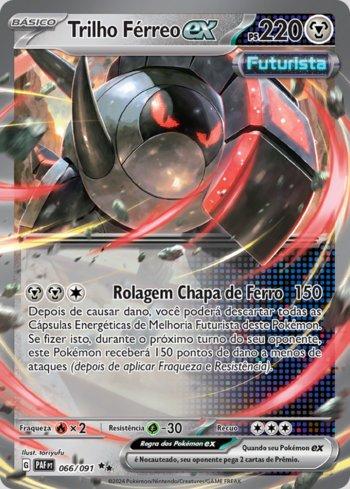 BÁSICO Trilho Férreo ex PS 220
Futurista
Rolagem Chapa de Ferro 150
Depois de causar dano, você poderá descartar todas as
Cápsulas Energéticas de Melhoria Futurista deste Pokémon.
Se fizer isto, durante o próximo turno do seu oponente,
este Pokémon receberá 150 pontos de dano a menos de
ataques (depois de aplicar Fraqueza e Resistência).
Fraqueza × 2 Resistência -30 Recuo
Ilust. toriyufu
Regra dos Pokémon ex
Quando seu Pokémon ex
é Nocauteado, seu oponente pega 2 cartas de Prêmio.
G PAF PT 066/091
©2024 Pokémon/Nintendo/Creatures/GAME FREAK